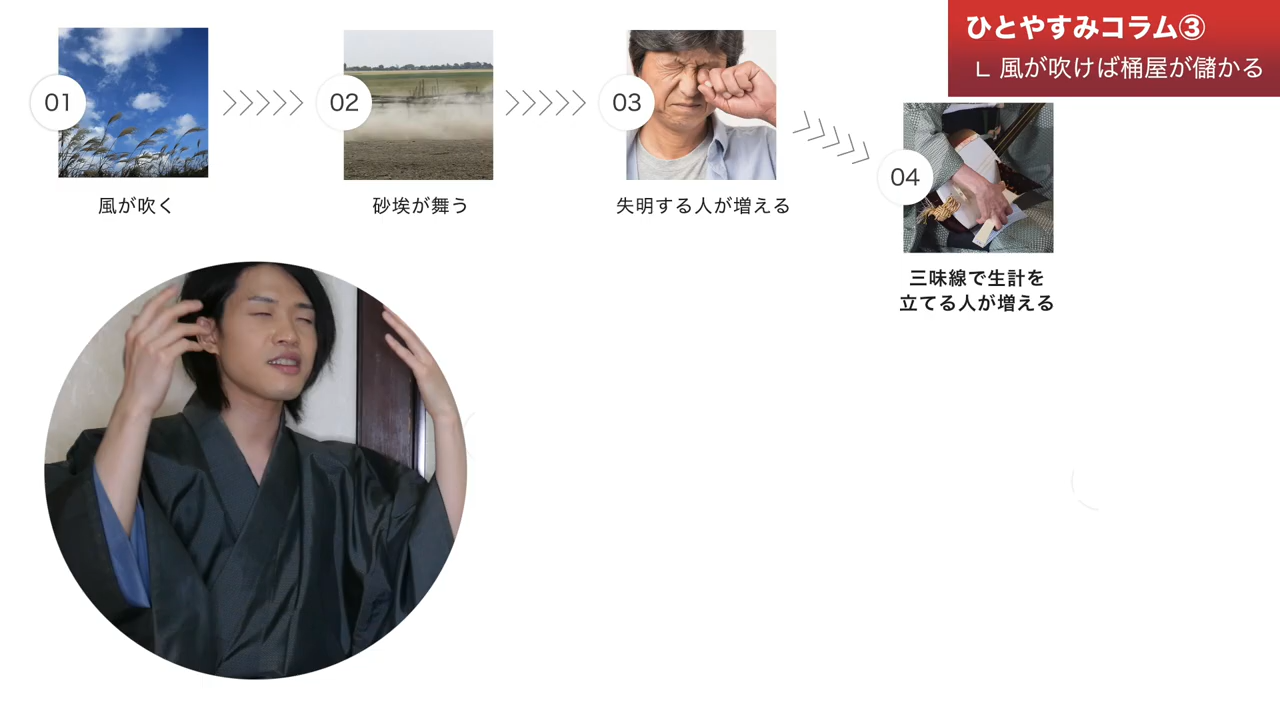 ひとやすみコラム③
∟ 風が吹けば桶屋が儲かる
01
風が吹く
02
砂埃が舞う
03
失明する人が増える
04
三味線で生計を
立てる人が増える